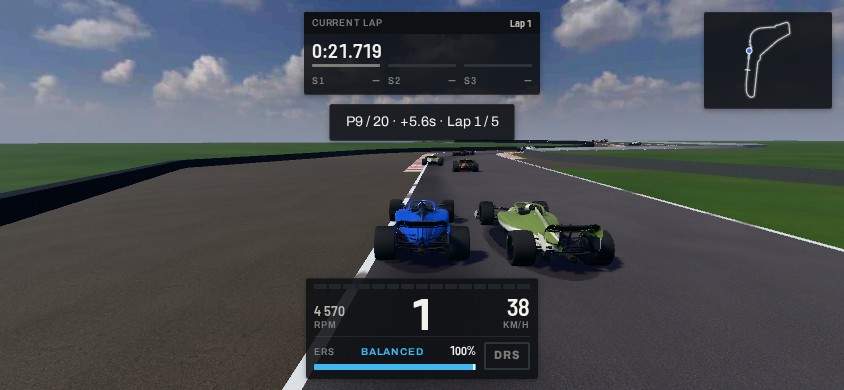 CURRENT LAP Lap 1
0:21.719
S1 – S2 – S3 –
P9 / 20 · +5.6s · Lap 1 / 5
4 570 1 38
RPM KM/H
ERS BALANCED 100% DRS